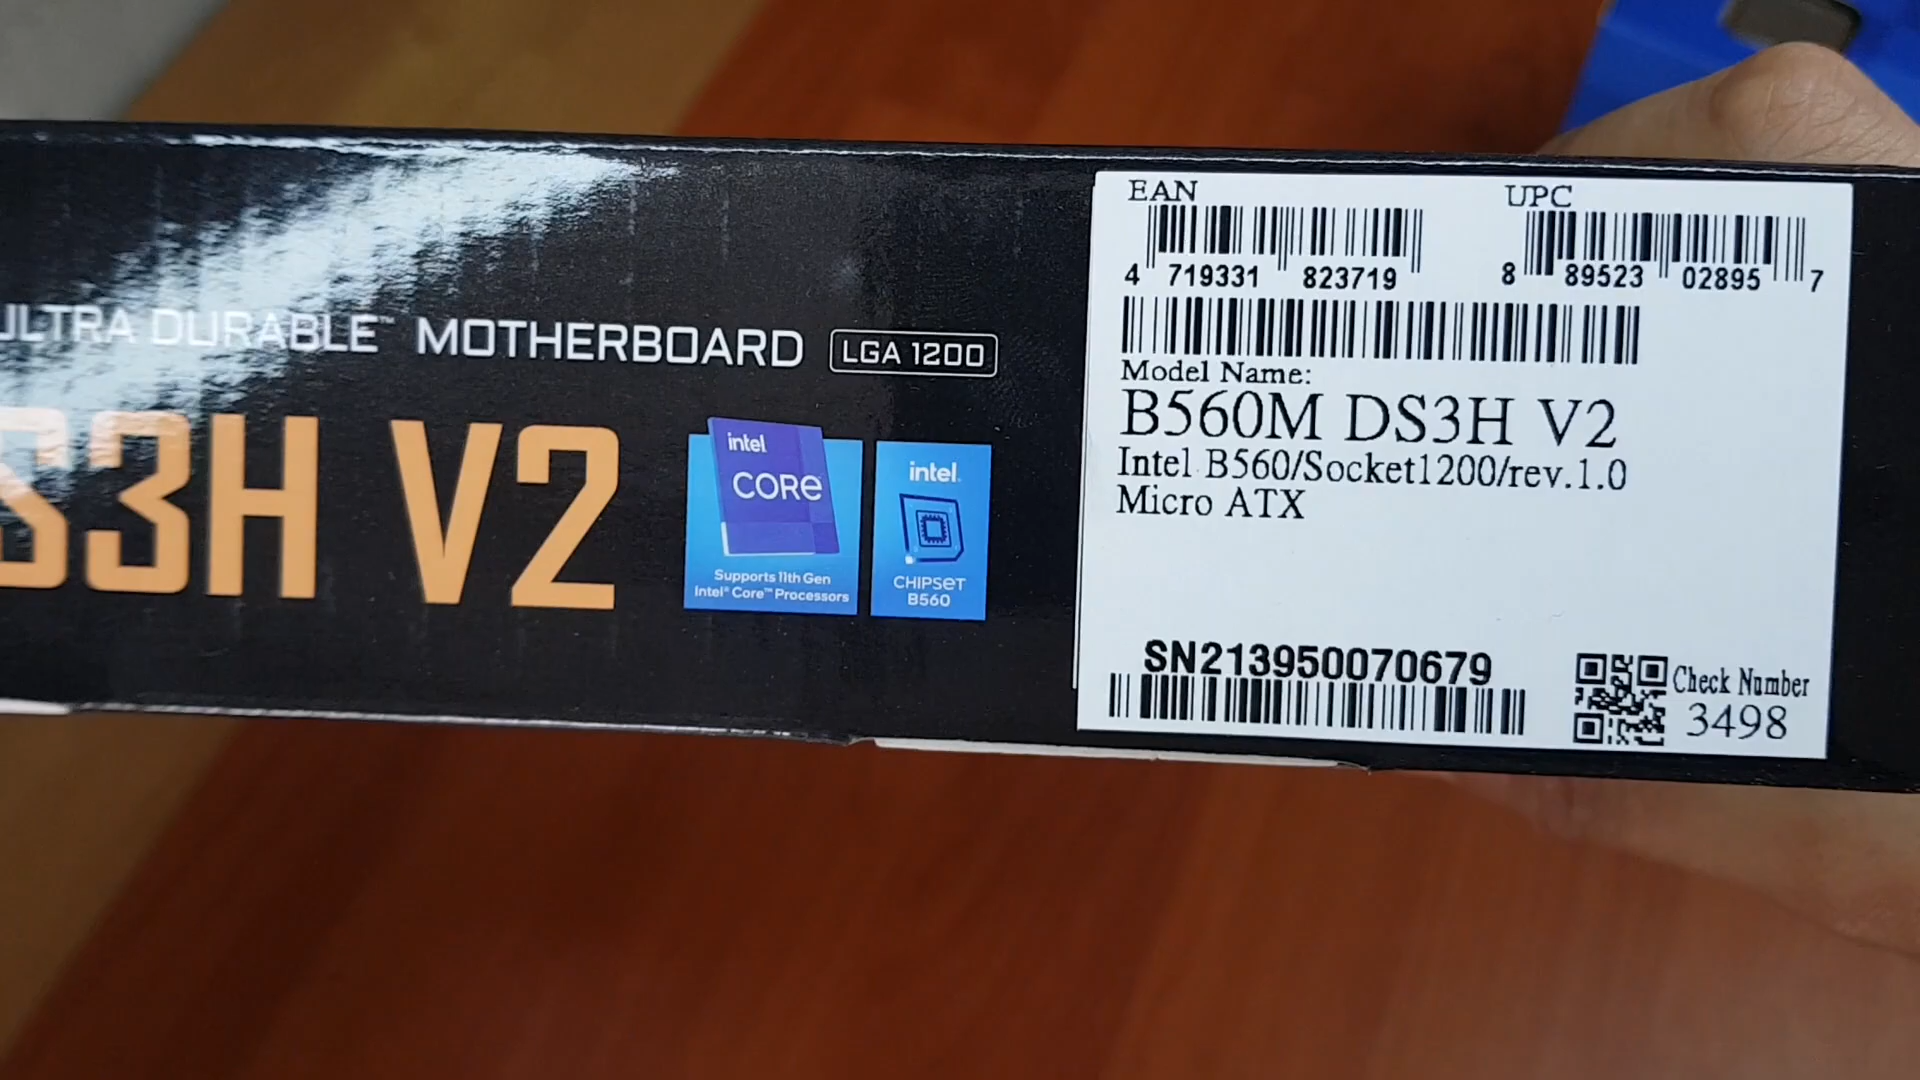 ULTRA DURABLE™ MOTHERBOARD LGA 1200
S3H V2
intel
CORE
Supports 11th Gen
Intel® Core™ Processors
intel.
CHIPSET
B560
EAN
4 719331 823719
UPC
8 89523 02895 7
Model Name:
B560M DS3H V2
Intel B560/Socket1200/rev.1.0
Micro ATX
SN213950070679
Check Number
3498